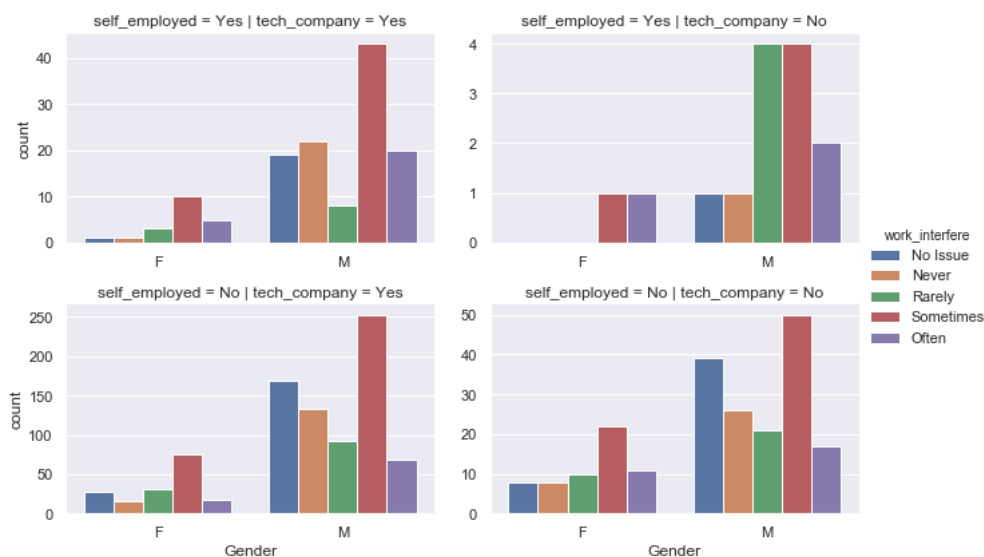 self_employed = Yes | tech_company = Yes
40
30
20
10
0
count
F
M
self_employed = Yes | tech_company = No
4
3
2
1
0
F
M
self_employed = No | tech_company = Yes
250
200
150
100
50
0
count
F
M
Gender
self_employed = No | tech_company = No
50
40
30
20
10
0
F
M
Gender
work_interfere
No Issue
Never
Rarely
Sometimes
Often